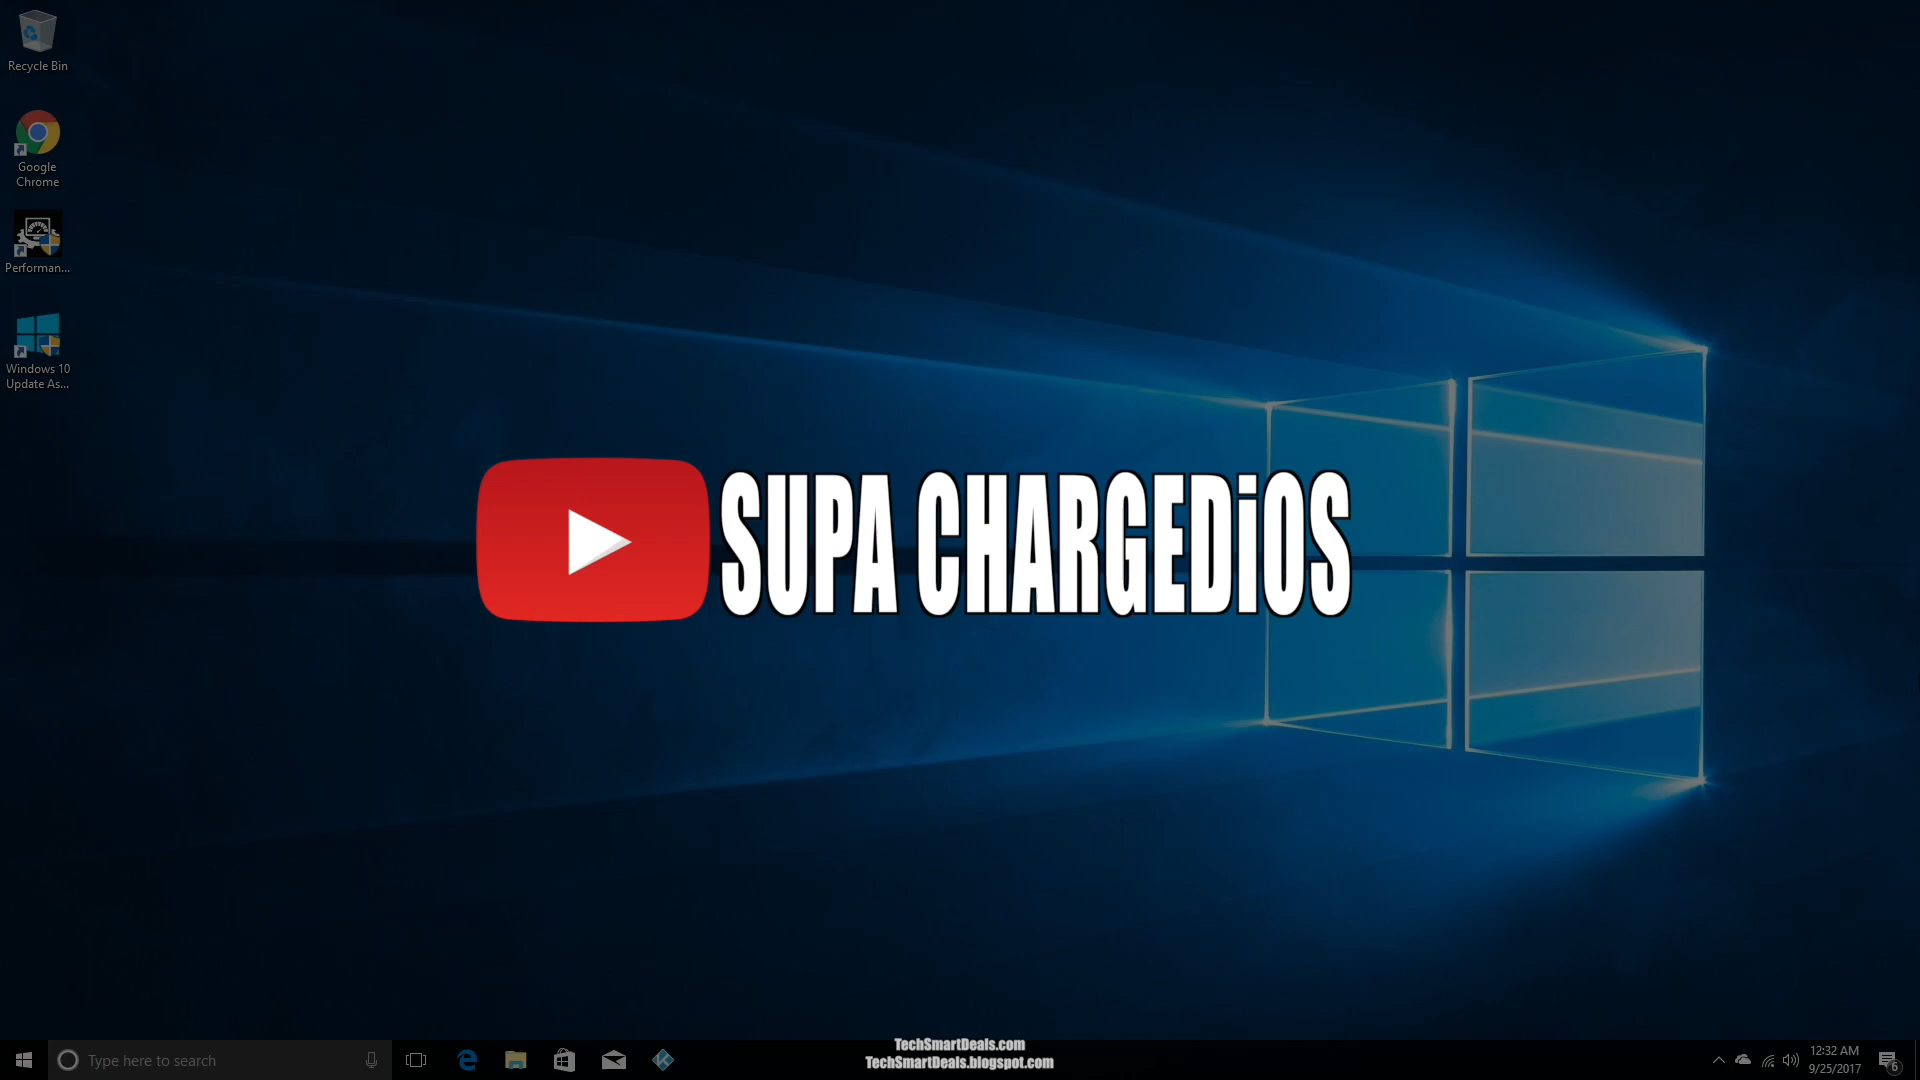 Recycle Bin
Google
Chrome
Performan...
Windows 10
Update As...
SUPA CHARGEDiOS
Type here to search
TechSmartDeals.com
TechSmartDeals.blogspot.com
12:32 AM
9/25/2017
6